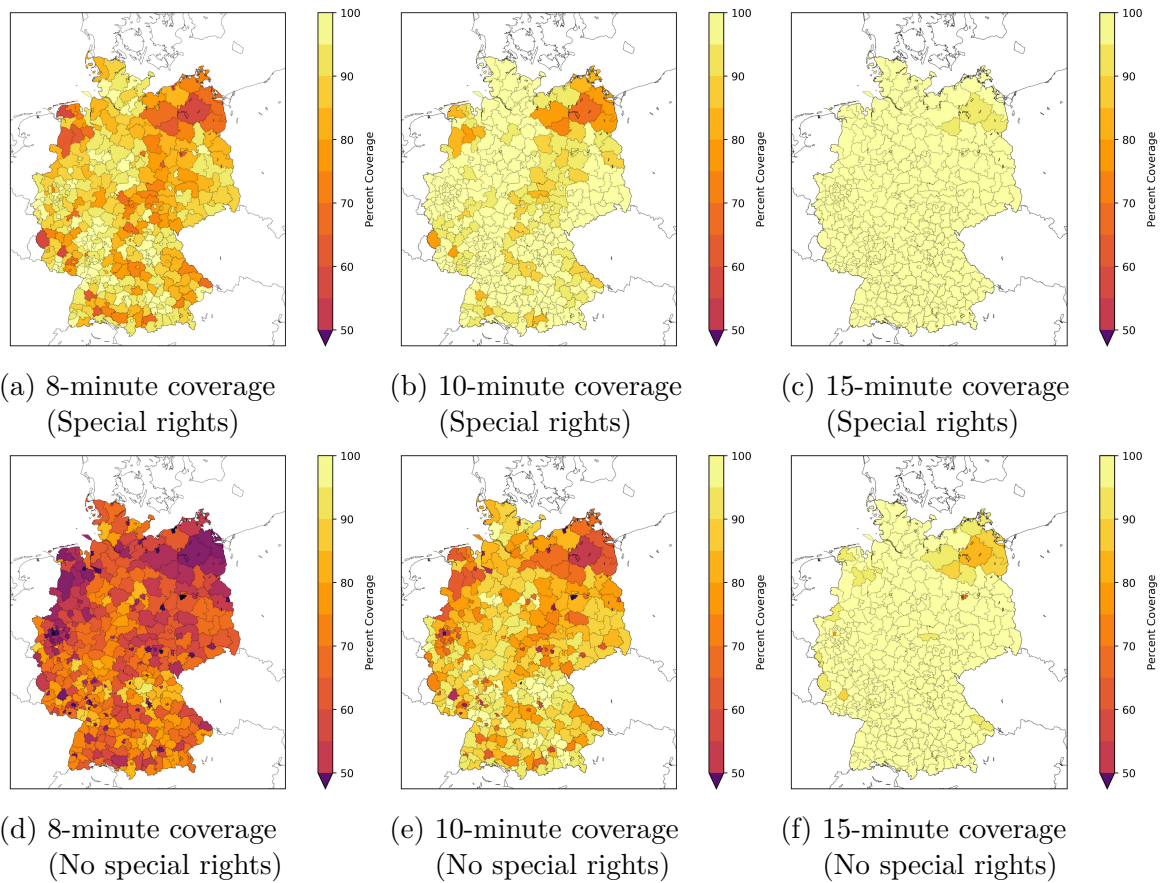 100
90
80
70
60
50
Percent Coverage
100
90
80
70
60
50
Percent Coverage
100
90
80
70
60
50
Percent Coverage
(a) 8-minute coverage
(Special rights)
(b) 10-minute coverage
(Special rights)
(c) 15-minute coverage
(Special rights)
100
90
80
70
60
50
Percent Coverage
100
90
80
70
60
50
Percent Coverage
100
90
80
70
60
50
Percent Coverage
(d) 8-minute coverage
(No special rights)
(e) 10-minute coverage
(No special rights)
(f) 15-minute coverage
(No special rights)